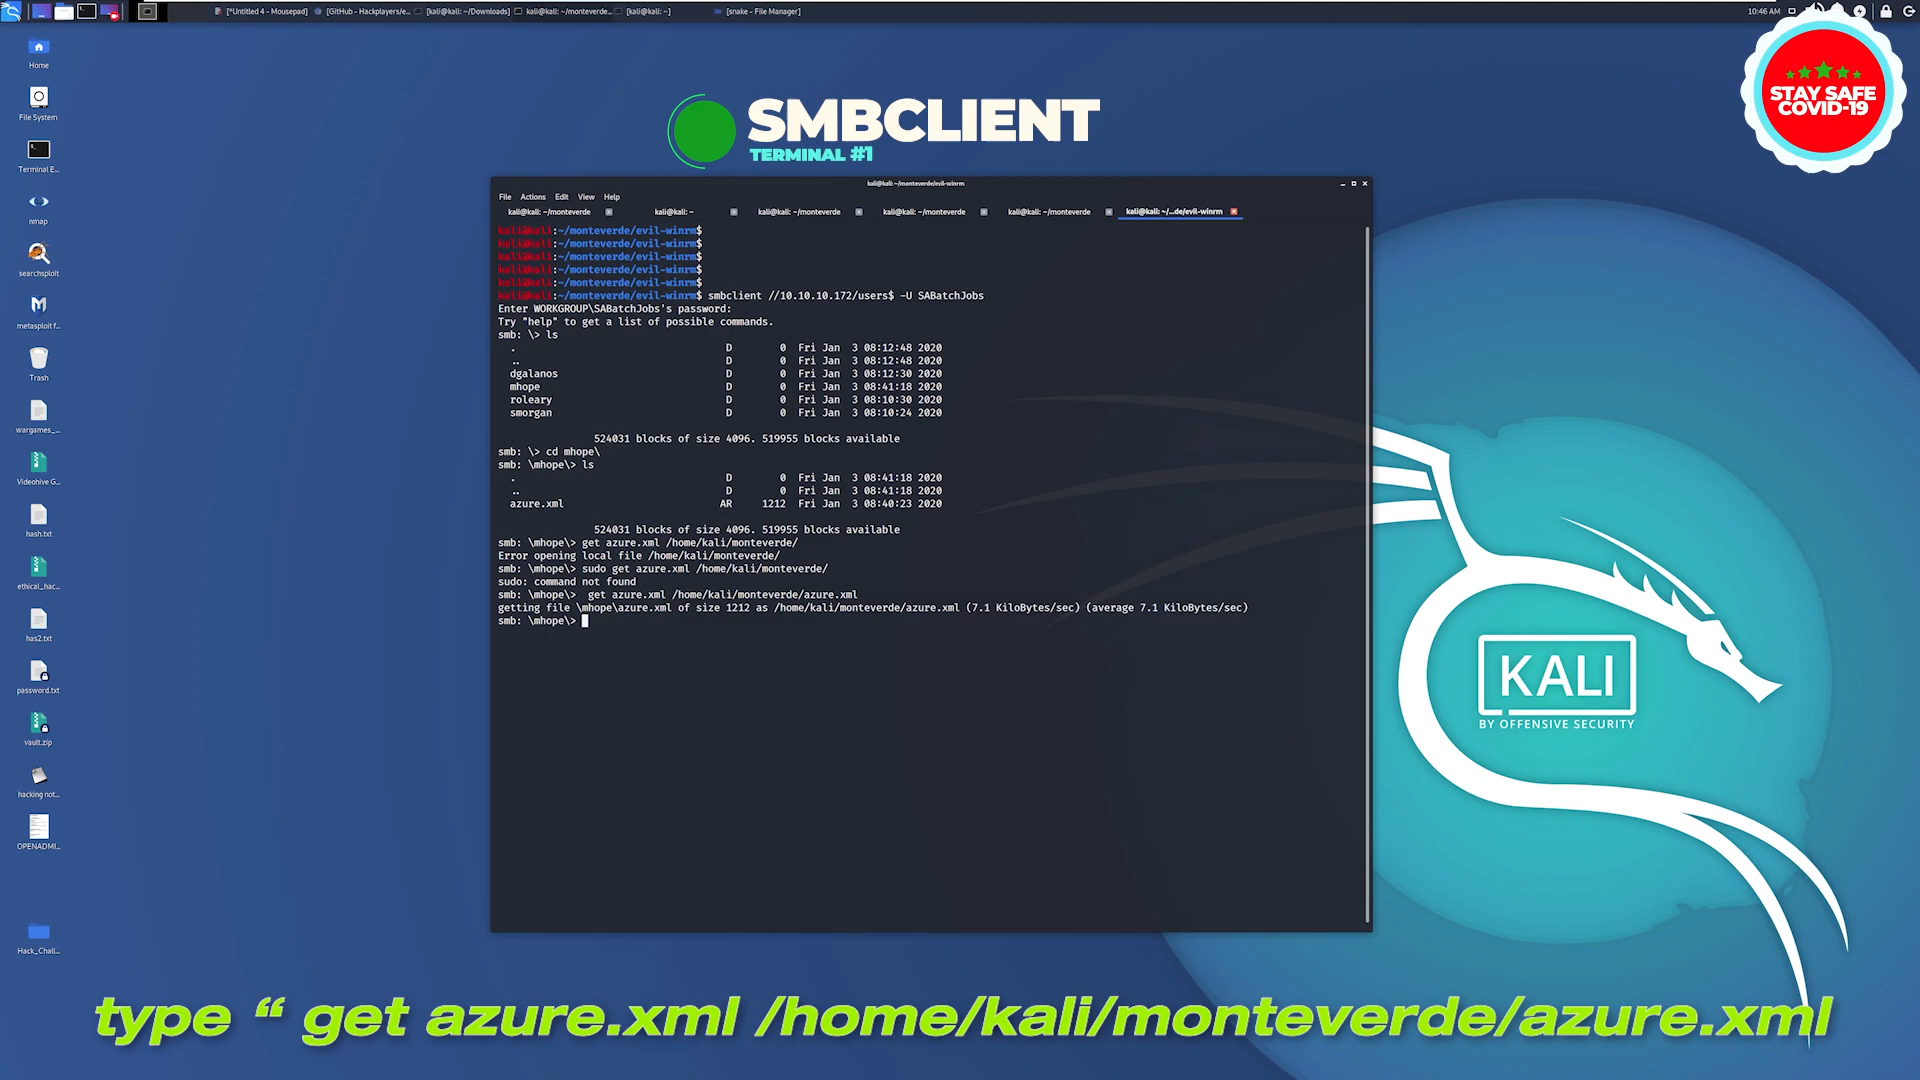 [*Untitled 4 - Mousepad]
[GitHub - Hackplayers/e...
[kali@kali: ~/Downloads]
kali@kali: ~/monteverde...
[kali@kali: ~]
[snake - File Manager]
10:46 AM
Home
File System
Terminal E...
nmap
searchsploit
metasploit f...
Trash
wargames_...
Videohive G...
hash.txt
ethical_hac...
has2.txt
password.txt
vault.zip
hacking not...
OPENADMI...
Hack_Chall...
STAY SAFE
COVID-19
SMBCLIENT
TERMINAL #1
kali@kali: ~/monteverde/evil-winrm
File Actions Edit View Help
kali@kali: ~/monteverde kali@kali: ~ kali@kali: ~/monteverde kali@kali: ~/monteverde kali@kali: ~/monteverde kali@kali: ~/...de/evil-winrm
kali@kali:~/monteverde/evil-winrm$
kali@kali:~/monteverde/evil-winrm$
kali@kali:~/monteverde/evil-winrm$
kali@kali:~/monteverde/evil-winrm$
kali@kali:~/monteverde/evil-winrm$
kali@kali:~/monteverde/evil-winrm$ smbclient //10.10.10.172/users$ -U SABatchJobs
Enter WORKGROUP\SABatchJobs's password:
Try "help" to get a list of possible commands.
smb: \> ls
. D 0 Fri Jan 3 08:12:48 2020
.. D 0 Fri Jan 3 08:12:48 2020
dgalanos D 0 Fri Jan 3 08:12:30 2020
mhope D 0 Fri Jan 3 08:41:18 2020
roleary D 0 Fri Jan 3 08:10:30 2020
smorgan D 0 Fri Jan 3 08:10:24 2020
524031 blocks of size 4096. 519955 blocks available
smb: \> cd mhope\
smb: \mhope\> ls
. D 0 Fri Jan 3 08:41:18 2020
.. D 0 Fri Jan 3 08:41:18 2020
azure.xml AR 1212 Fri Jan 3 08:40:23 2020
524031 blocks of size 4096. 519955 blocks available
smb: \mhope\> get azure.xml /home/kali/monteverde/
Error opening local file /home/kali/monteverde/
smb: \mhope\> sudo get azure.xml /home/kali/monteverde/
sudo: command not found
smb: \mhope\> get azure.xml /home/kali/monteverde/azure.xml
getting file \mhope\azure.xml of size 1212 as /home/kali/monteverde/azure.xml (7.1 KiloBytes/sec) (average 7.1 KiloBytes/sec)
smb: \mhope\>
KALI
BY OFFENSIVE SECURITY
type “ get azure.xml /home/kali/monteverde/azure.xml